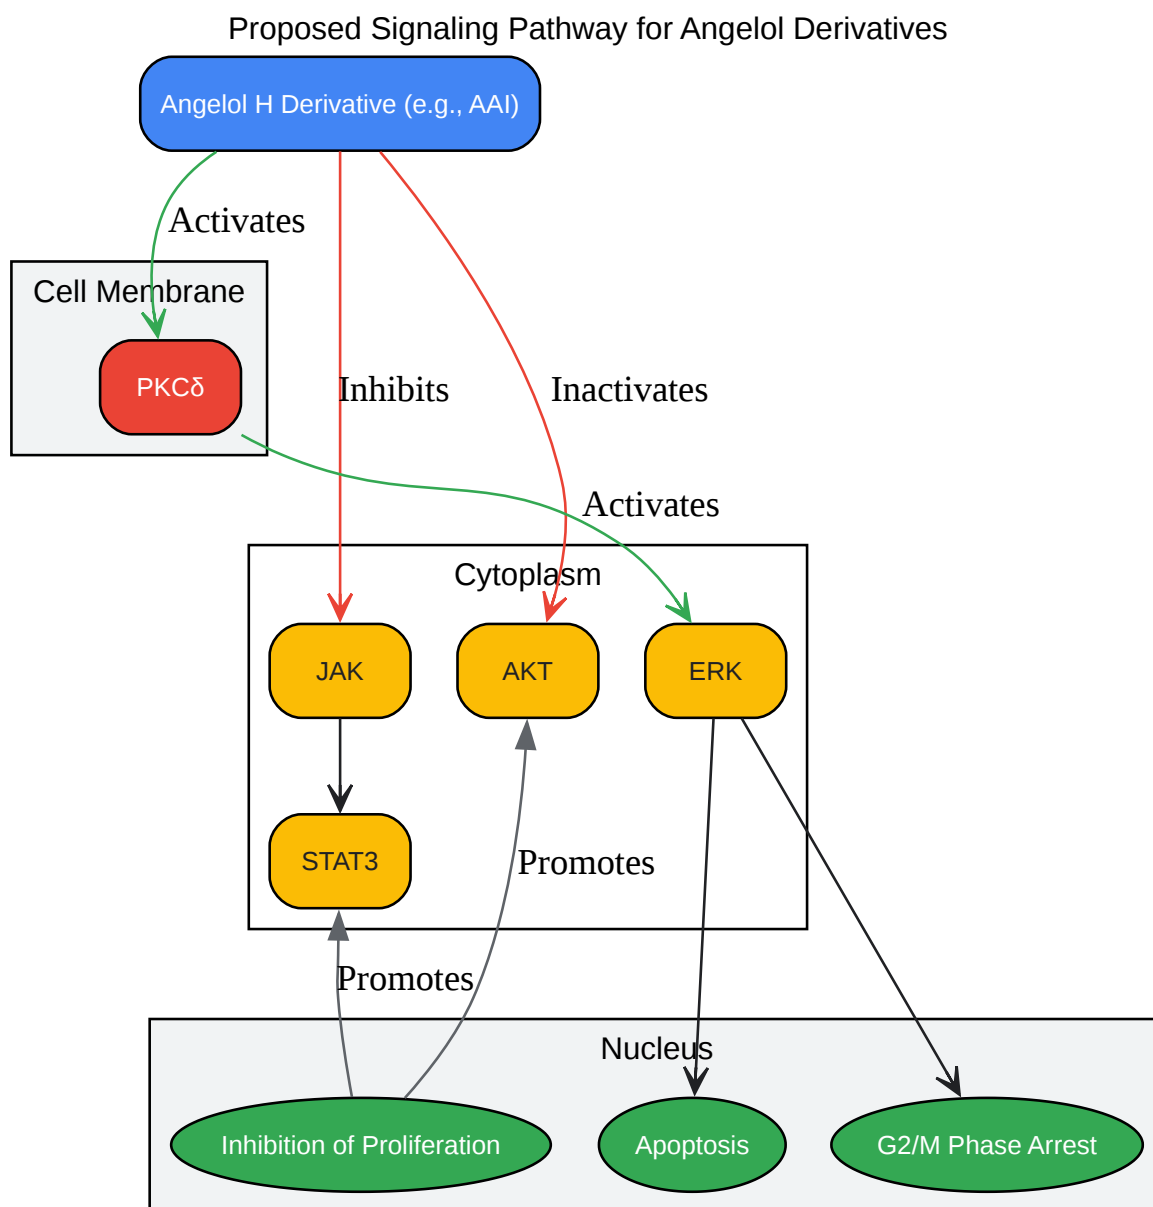 Proposed Signaling Pathway for Angelol Derivatives
Angelol H Derivative (e.g., AAI)
Activates
Cell Membrane
PKCδ
Inhibits
Inactivates
Activates
Cytoplasm
JAK
AKT
ERK
STAT3
Promotes
Promotes
Nucleus
Inhibition of Proliferation
Apoptosis
G2/M Phase Arrest